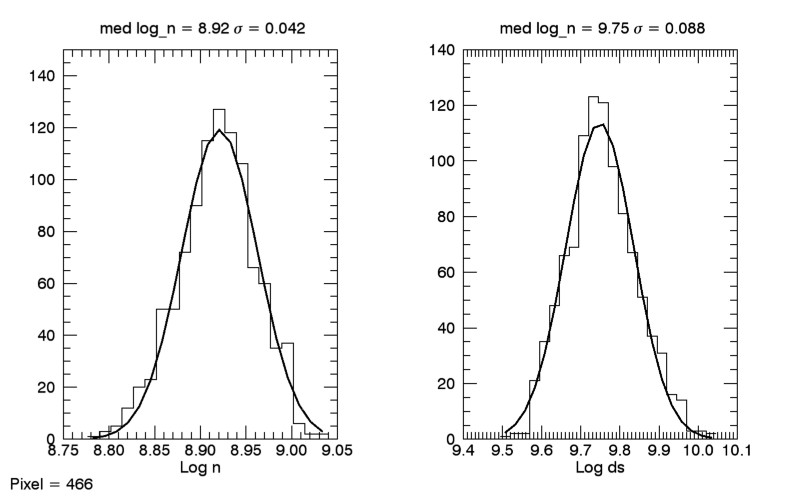 med log_n = 8.92 σ = 0.042
140
120
100
80
60
40
20
0
8.75 8.80 8.85 8.90 8.95 9.00 9.05
Log n
med log_n = 9.75 σ = 0.088
140
120
100
80
60
40
20
0
9.4 9.5 9.6 9.7 9.8 9.9 10.0 10.1
Log ds
Pixel = 466